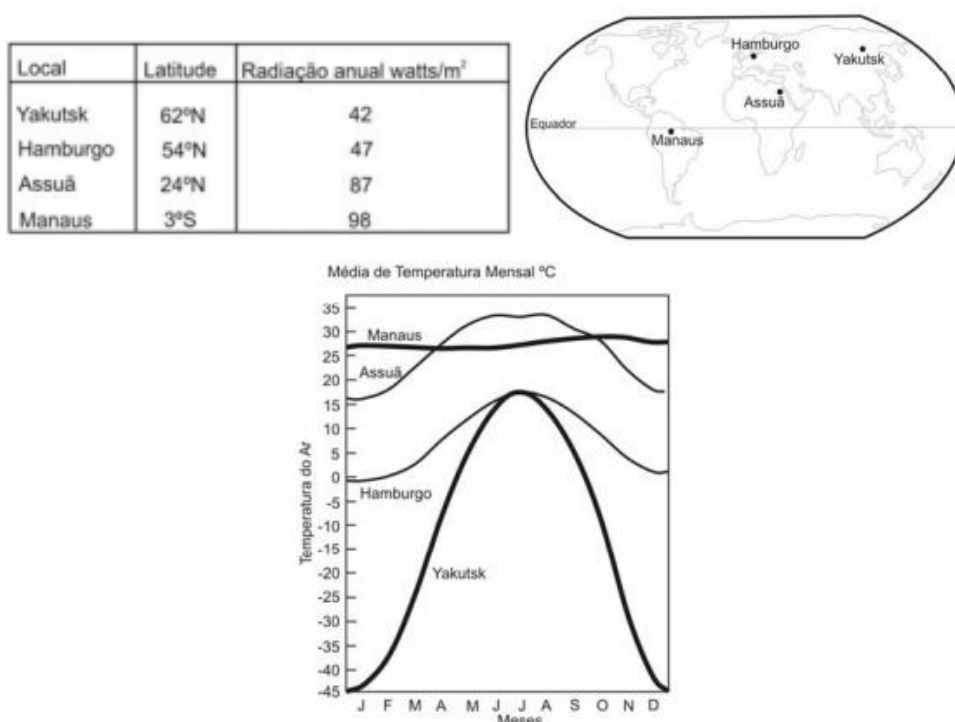 Local Latitude Radiação anual watts/m²
Yakutsk 62ºN 42
Hamburgo 54ºN 47
Assuã 24ºN 87
Manaus 3ºS 98
Hamburgo
Yakutsk
Assuã
Equador
Manaus
Média de Temperatura Mensal ºC
35
30
25
20
15
10
5
0
-5
-10
-15
-20
-25
-30
-35
-40
-45
Temperatura do Ar
Manaus
Assuã
Hamburgo
Yakutsk
J F M A M J J A S O N D
Meses